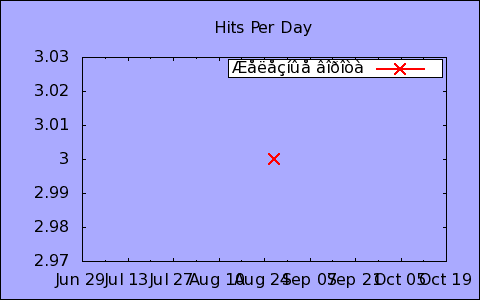 Hits Per Day
Æåëåçíûå âîðîòà
3.03
3.02
3.01
3
2.99
2.98
2.97
Jun 29 Jul 13 Jul 27 Aug 10 Aug 24 Sep 07 Sep 21 Oct 05 Oct 19